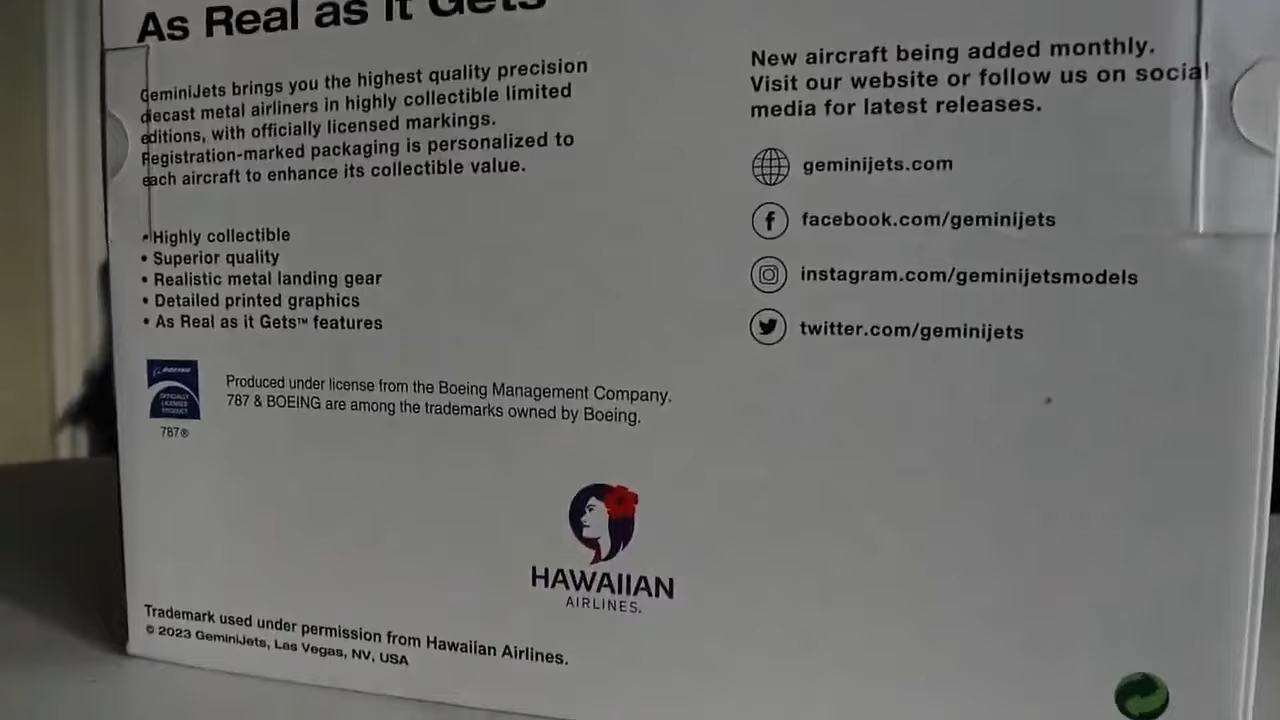 As Real as it Gets
GeminiJets brings you the highest quality precision
diecast metal airliners in highly collectible limited
editions, with officially licensed markings.
Registration-marked packaging is personalized to
each aircraft to enhance its collectible value.
• Highly collectible
• Superior quality
• Realistic metal landing gear
• Detailed printed graphics
• As Real as it Gets™ features
BOEING
OFFICIALLY
LICENSED
PRODUCT
787®
Produced under license from the Boeing Management Company.
787 & BOEING are among the trademarks owned by Boeing.
New aircraft being added monthly.
Visit our website or follow us on social
media for latest releases.
geminijets.com
facebook.com/geminijets
instagram.com/geminijetsmodels
twitter.com/geminijets
HAWAIIAN
AIRLINES.
Trademark used under permission from Hawaiian Airlines.
© 2023 GeminiJets, Las Vegas, NV, USA